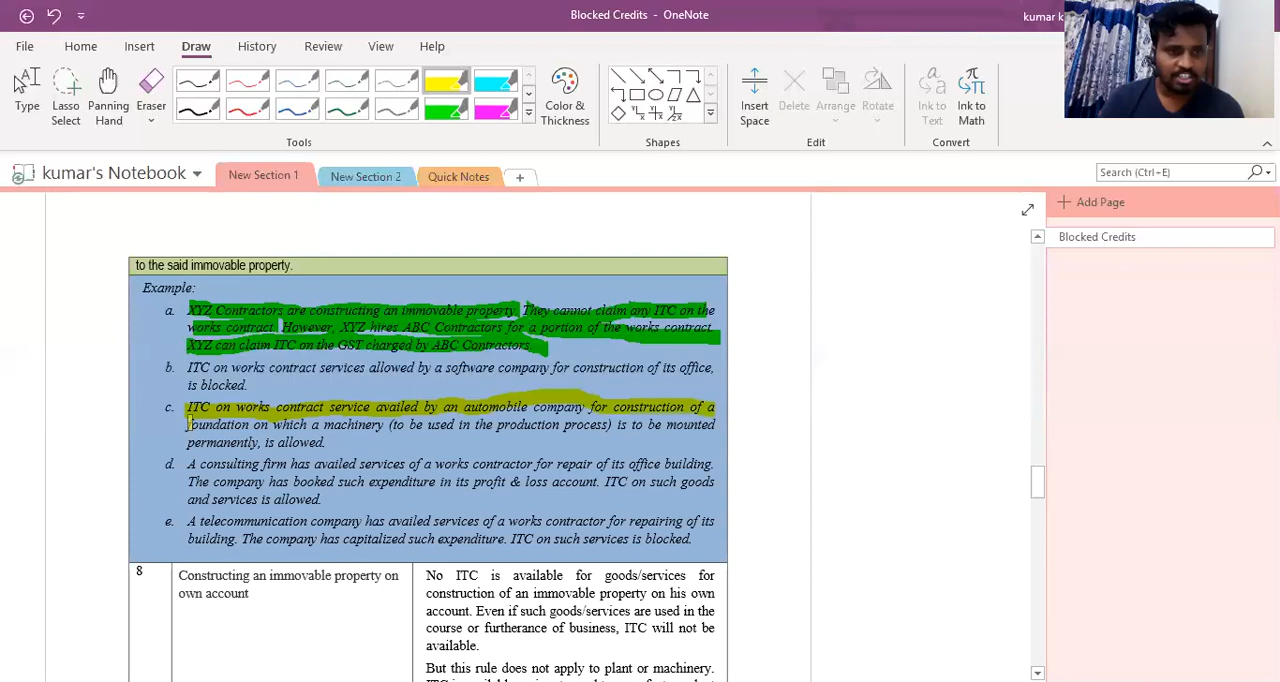 Blocked Credits - OneNote
kumar k
File Home Insert Draw View History Review View Help
Type
Lasso Select
Panning Hand
Eraser
Color & Thickness
Insert Space
Delete
Arrange
Rotate
Ink to Text
Ink to Math
Tools
Shapes
Edit
Convert
kumar's Notebook
New Section 1
New Section 2
Quick Notes
Search (Ctrl+E)
Add Page
Blocked Credits
to the said immovable property.
Example:
a. XYZ Contractors are constructing an immovable property. They cannot claim any ITC on the
works contract. However, XYZ hires ABC Contractors for a portion of the works contract.
XYZ can claim ITC on the GST charged by ABC Contractors.
b. ITC on works contract services allowed by a software company for construction of its office,
is blocked.
c. ITC on works contract service availed by an automobile company for construction of a
foundation on which a machinery (to be used in the production process) is to be mounted
permanently, is allowed.
d. A consulting firm has availed services of a works contractor for repair of its office building.
The company has booked such expenditure in its profit & loss account. ITC on such goods
and services is allowed.
e. A telecommunication company has availed services of a works contractor for repairing of its
building. The company has capitalized such expenditure. ITC on such services is blocked.
8
Constructing an immovable property on
own account
No ITC is available for goods/services for
construction of an immovable property on his own
account. Even if such goods/services are used in the
course or furtherance of business, ITC will not be
available.
But this rule does not apply to plant or machinery.